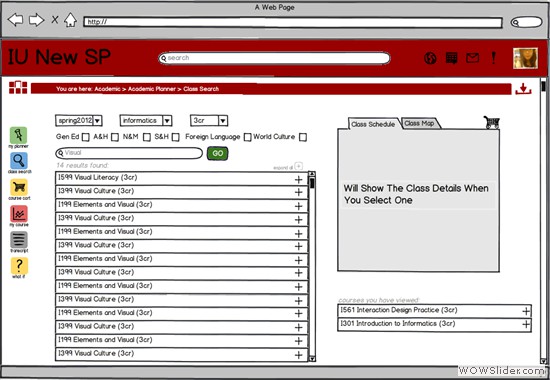 A Web Page
http://
IU New SP
search
You are here: Academic > Academic Planner > Class Search
spring2012
informatics
3cr
Gen Ed A&H N&M S&H Foreign Language World Culture
Visual
GO
14 results found:
expand all
my planner
class search
course cart
my course
transcript
what if
I599 Visual Literacy (3cr)
I399 Visual Culture (3cr)
I199 Elements and Visual (3cr)
I399 Visual Culture (3cr)
I199 Elements and Visual (3cr)
I399 Visual Culture (3cr)
I199 Elements and Visual (3cr)
I399 Visual Culture (3cr)
I199 Elements and Visual (3cr)
I399 Visual Culture (3cr)
I199 Elements and Visual (3cr)
I399 Visual Culture (3cr)
I399 Visual Culture (3cr)
I399 Visual Culture (3cr)
Class Schedule
Class Map
Will Show The Class Details When
You Select One
courses you have viewed:
I561 Interaction Design Practice (3cr)
I301 Introduction to Informatics (3cr)
WOWSlider.com